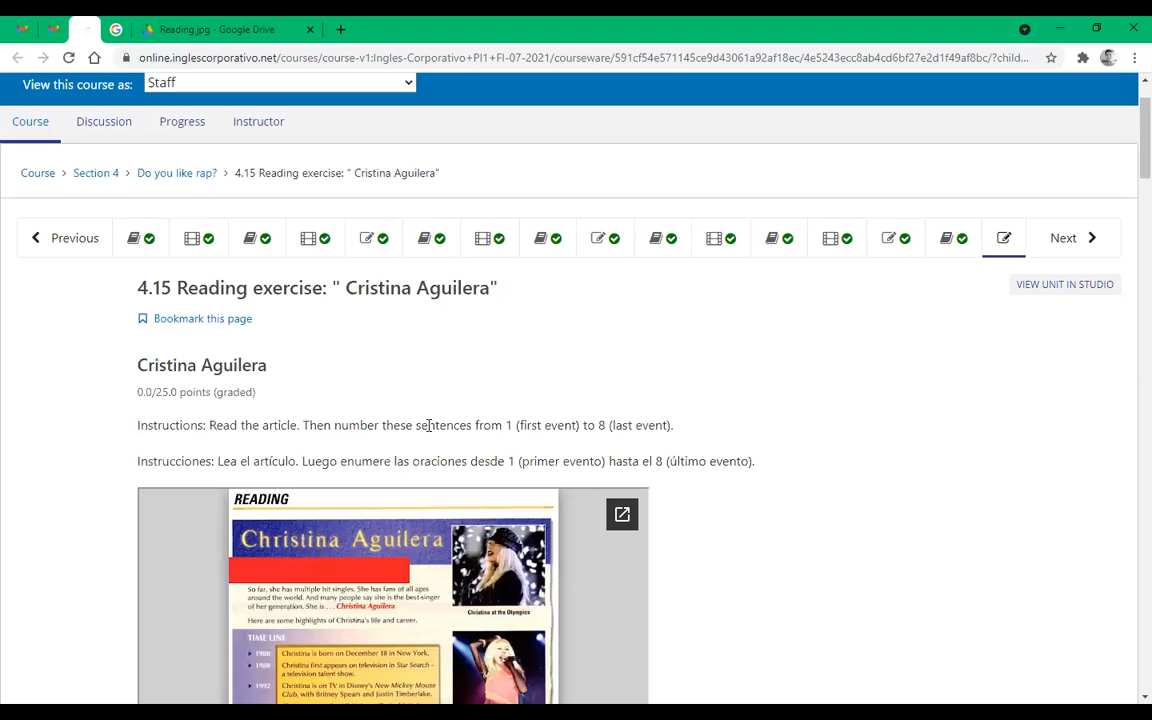 Reading.jpg - Google Drive
online.inglescorporativo.net/courses/course-v1:Ingles-Corporativo+PI1+FI-07-2021/courseware/591cf54e571145ce9d43061a92af18ec/4e5243ecc8ab4cd6bf27e2d1f49af8bc/?child...
View this course as: Staff
Course Discussion Progress Instructor
Course > Section 4 > Do you like rap? > 4.15 Reading exercise: " Cristina Aguilera"
Previous Next
4.15 Reading exercise: " Cristina Aguilera"
VIEW UNIT IN STUDIO
Bookmark this page
Cristina Aguilera
0.0/25.0 points (graded)
Instructions: Read the article. Then number these sentences from 1 (first event) to 8 (last event).
Instrucciones: Lea el artículo. Luego enumere las oraciones desde 1 (primer evento) hasta el 8 (último evento).
READING
Christina Aguilera
So far, she has multiple hit singles. She has fans of all ages
around the world. And many people say she is the best singer
of her generation. She is . . . Christina Aguilera
Here are some highlights of Christina's life and career.
Christina at the Olympics
TIME LINE
1980 Christina is born on December 18 in New York.
1988 Christina first appears on television in Star Search –
a television talent show.
1992 Christina is on TV in Disney's New Mickey Mouse
Club, with Britney Spears and Justin Timberlake.